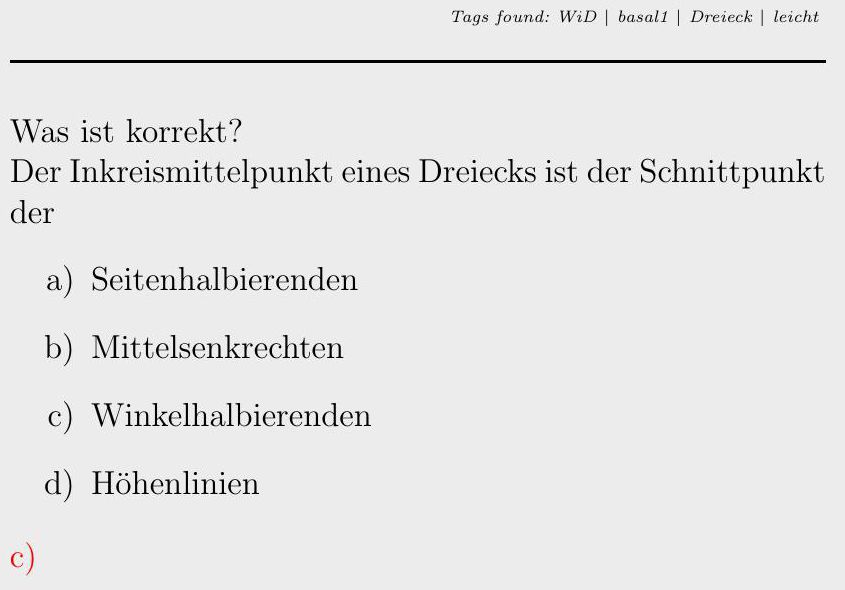 Tags found: WiD | basal1 | Dreieck | leicht
Was ist korrekt?
Der Inkreismittelpunkt eines Dreiecks ist der Schnittpunkt
der
a) Seitenhalbierenden
b) Mittelsenkrechten
c) Winkelhalbierenden
d) Höhenlinien
c)